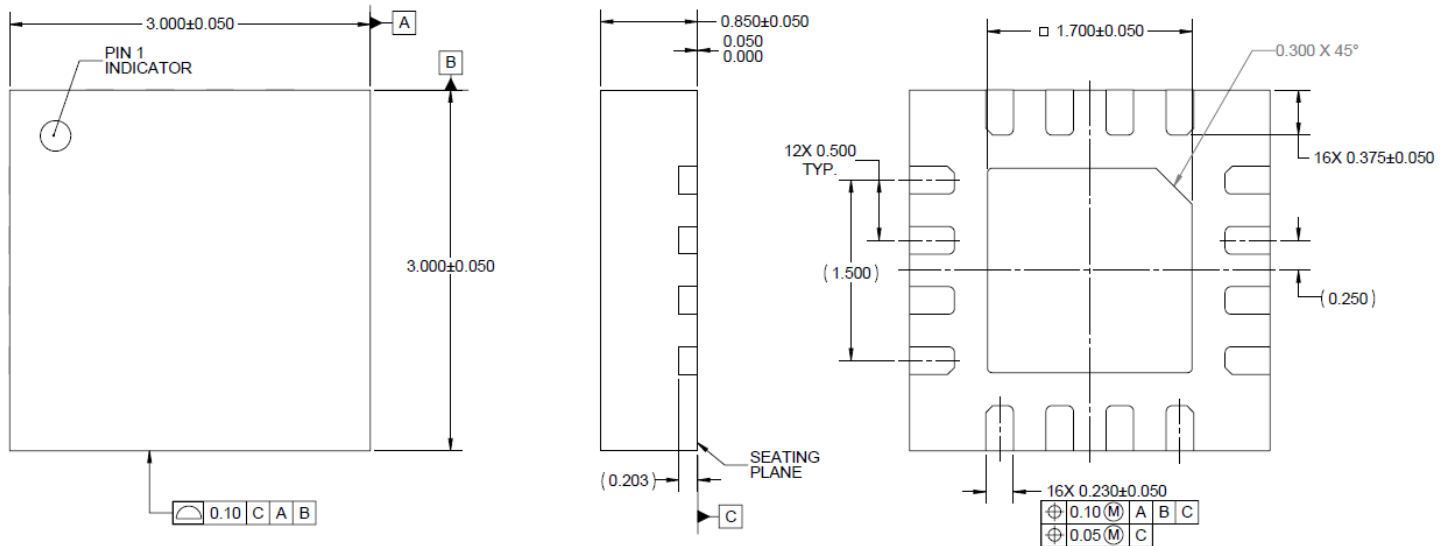 3.000±0.050
A
PIN 1
INDICATOR
B
3.000±0.050
⌓ 0.10 C A B
0.850±0.050
0.050
0.000
(0.203)
SEATING
PLANE
C
□ 1.700±0.050
0.300 X 45°
12X 0.500
TYP.
16X 0.375±0.050
(1.500)
(0.250)
16X 0.230±0.050
⌖ 0.10 Ⓜ A B C
⌖ 0.05 Ⓜ C